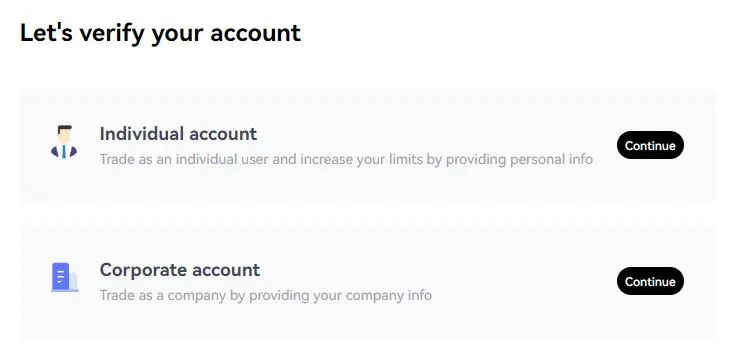 Let's verify your account
Individual account
Trade as an individual user and increase your limits by providing personal info
Continue
Corporate account
Trade as a company by providing your company info
Continue